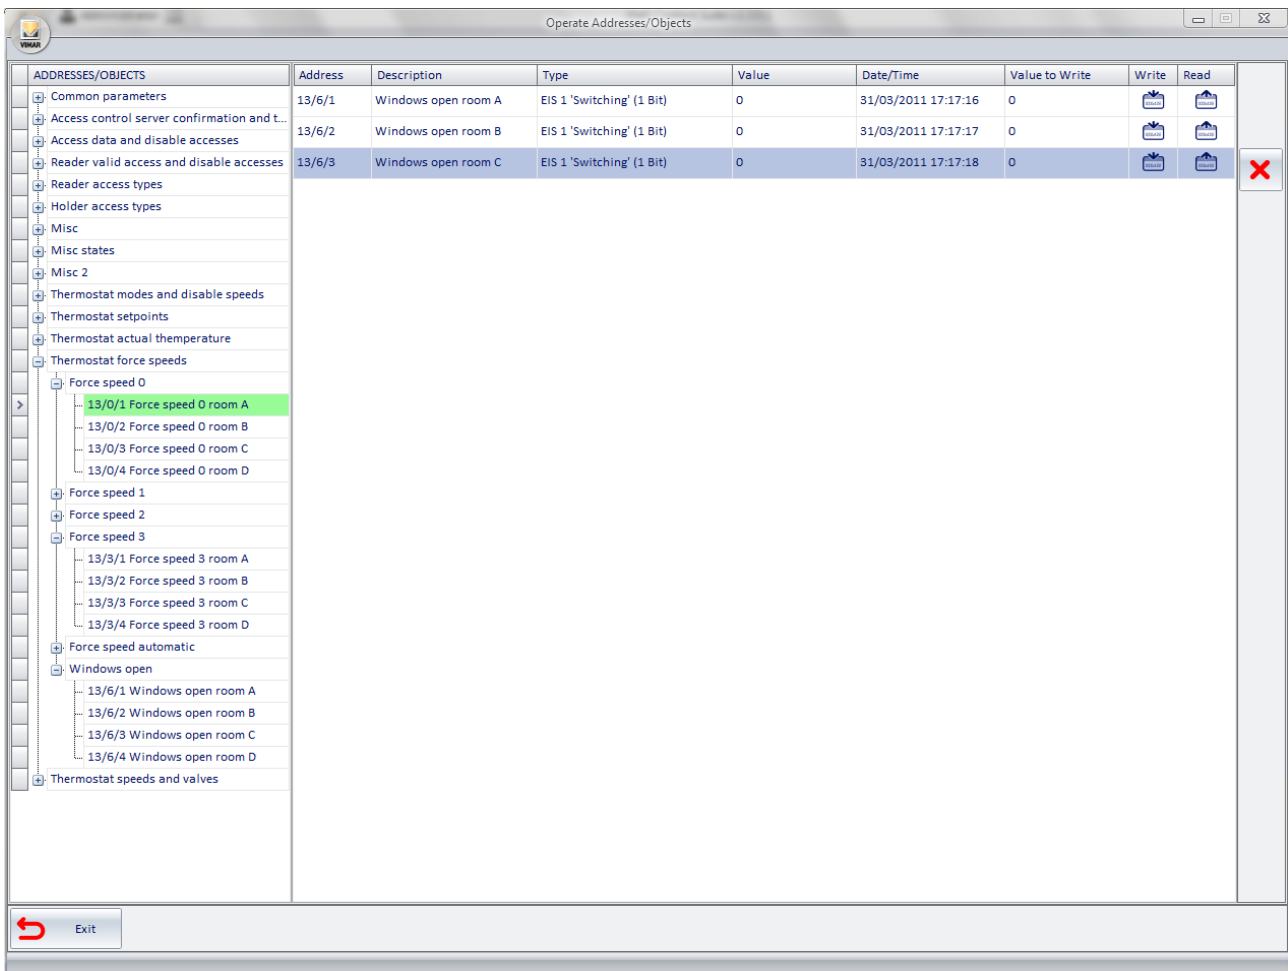 Operate Addresses/Objects
VIMAR
ADDRESSES/OBJECTS
Common parameters
Access control server confirmation and t...
Access data and disable accesses
Reader valid access and disable accesses
Reader access types
Holder access types
Misc
Misc states
Misc 2
Thermostat modes and disable speeds
Thermostat setpoints
Thermostat actual themperature
Thermostat force speeds
Force speed 0
13/0/1 Force speed 0 room A
13/0/2 Force speed 0 room B
13/0/3 Force speed 0 room C
13/0/4 Force speed 0 room D
Force speed 1
Force speed 2
Force speed 3
13/3/1 Force speed 3 room A
13/3/2 Force speed 3 room B
13/3/3 Force speed 3 room C
13/3/4 Force speed 3 room D
Force speed automatic
Windows open
13/6/1 Windows open room A
13/6/2 Windows open room B
13/6/3 Windows open room C
13/6/4 Windows open room D
Thermostat speeds and valves
Address Description Type Value Date/Time Value to Write Write Read
13/6/1 Windows open room A EIS 1 'Switching' (1 Bit) 0 31/03/2011 17:17:16 0
13/6/2 Windows open room B EIS 1 'Switching' (1 Bit) 0 31/03/2011 17:17:17 0
13/6/3 Windows open room C EIS 1 'Switching' (1 Bit) 0 31/03/2011 17:17:18 0
Exit